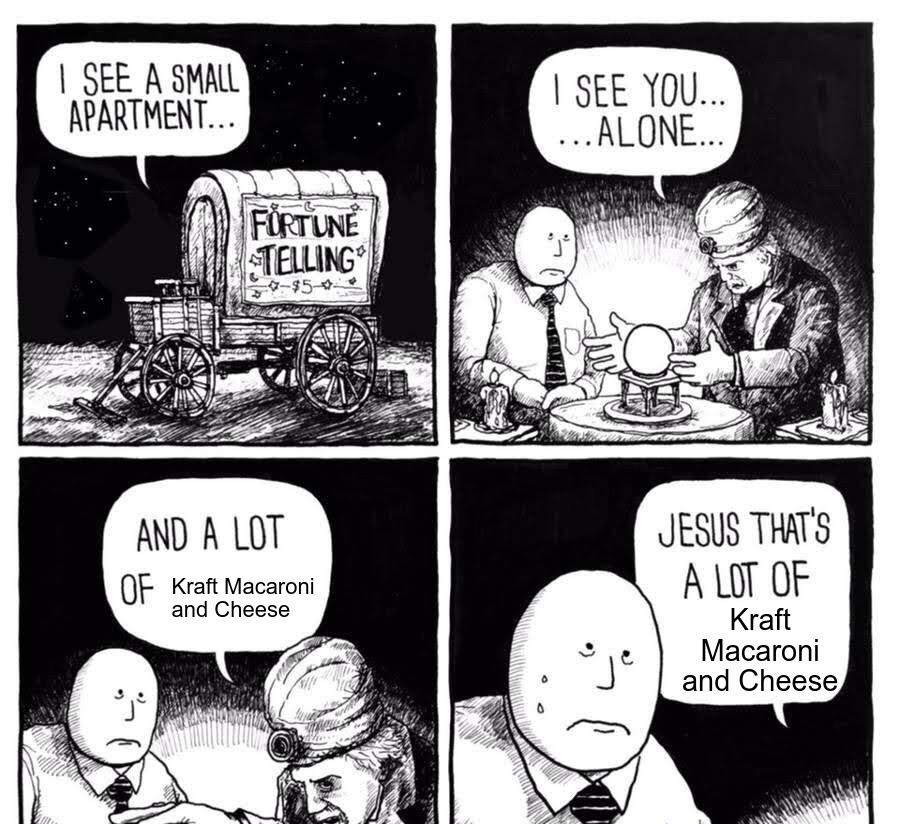 I SEE A SMALL
APARTMENT...
FORTUNE
TELLING
$5
I SEE YOU...
...ALONE...
AND A LOT
OF Kraft Macaroni
and Cheese
JESUS THAT'S
A LOT OF
Kraft
Macaroni
and Cheese